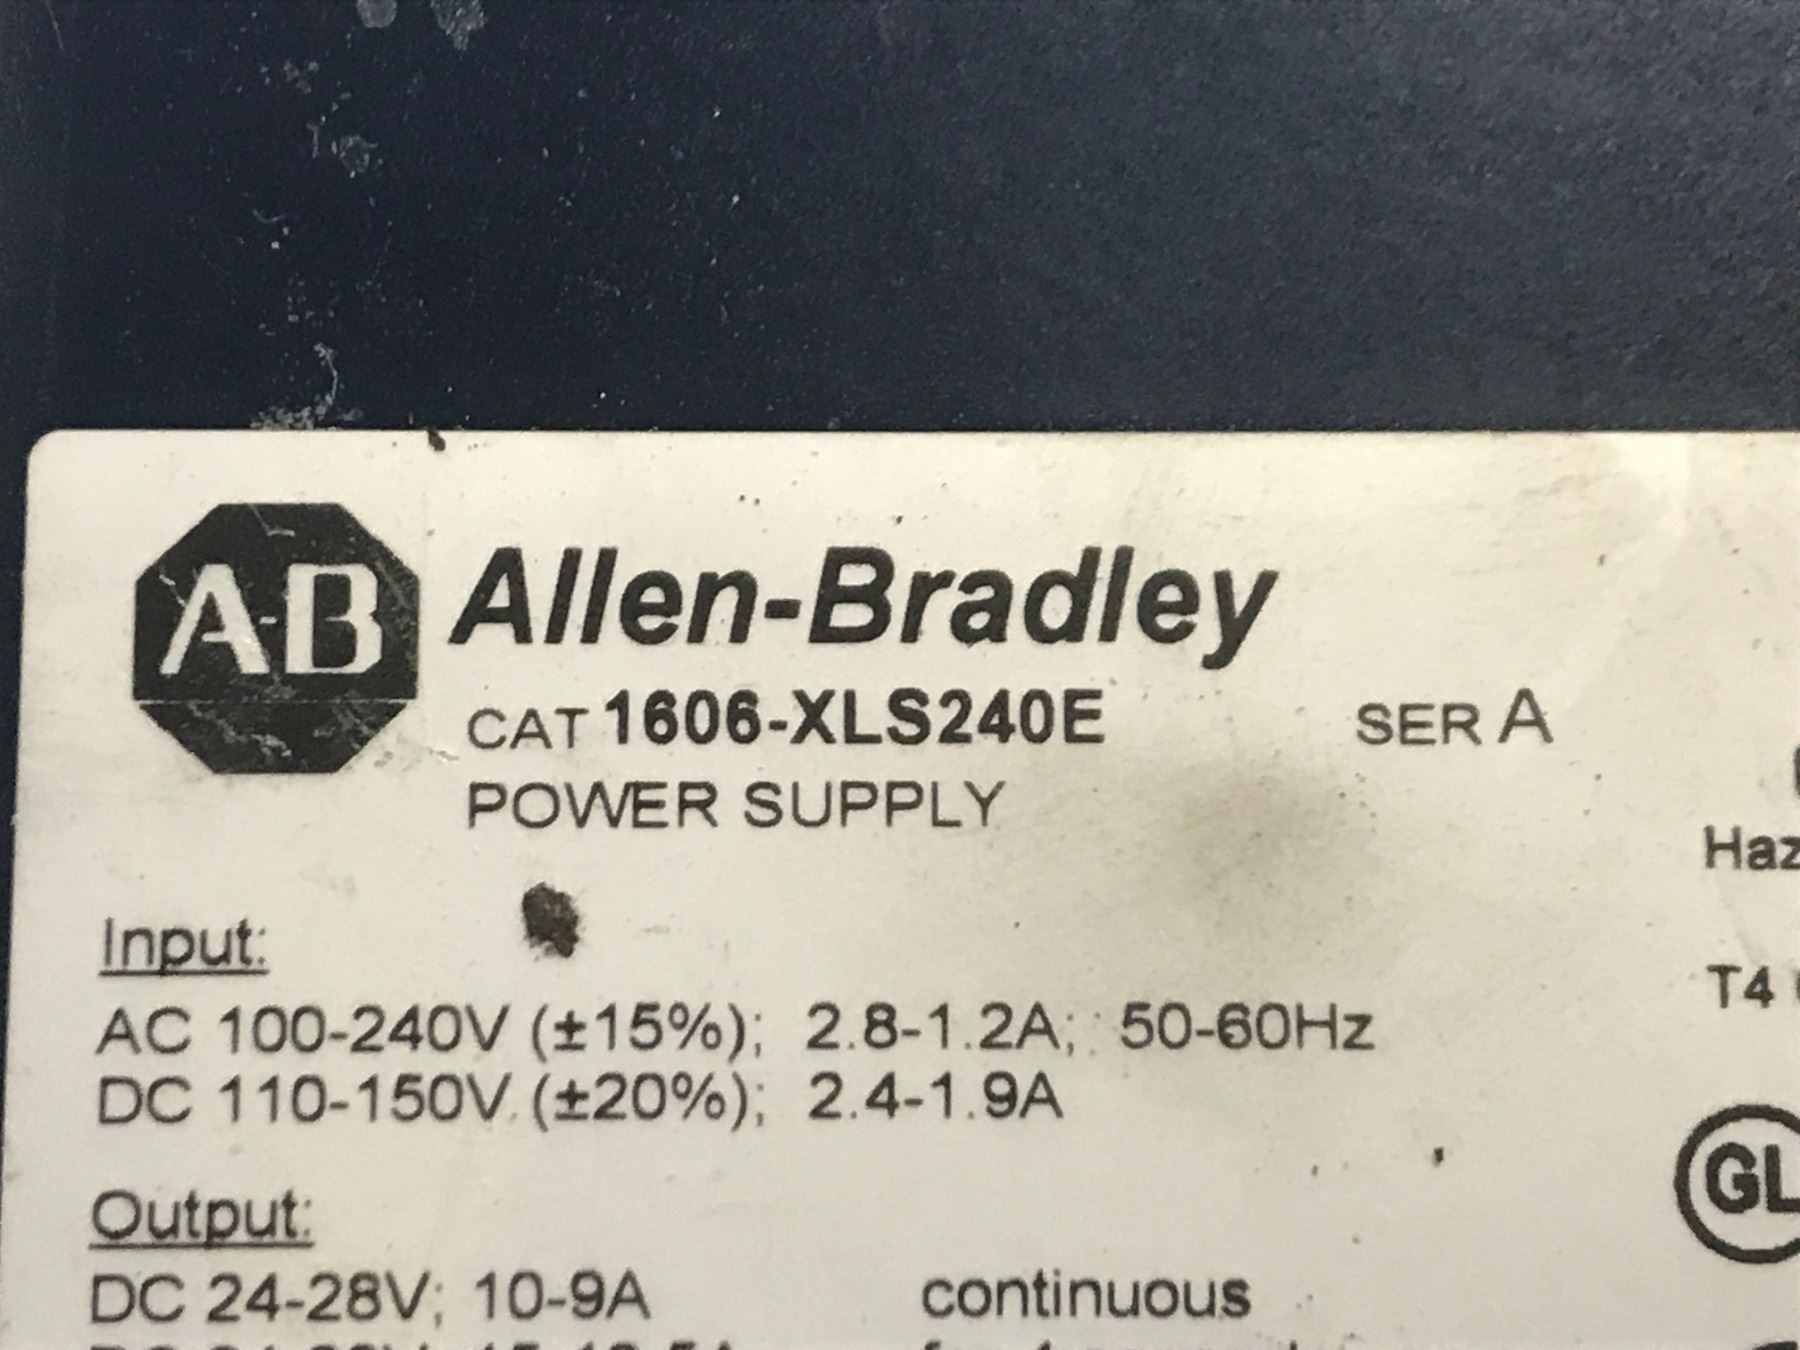 A-B Allen-Bradley
CAT 1606-XLS240E SER A
POWER SUPPLY
Haz
Input:
T4
AC 100-240V (±15%); 2.8-1.2A; 50-60Hz
DC 110-150V (±20%); 2.4-1.9A
GL
Output:
DC 24-28V; 10-9A continuous